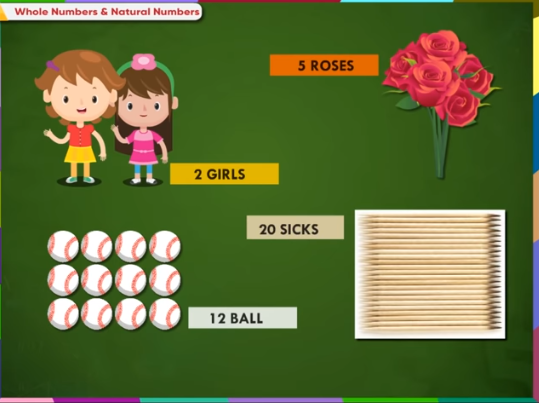 Whole Numbers & Natural Numbers
5 ROSES
2 GIRLS
20 SICKS
12 BALL